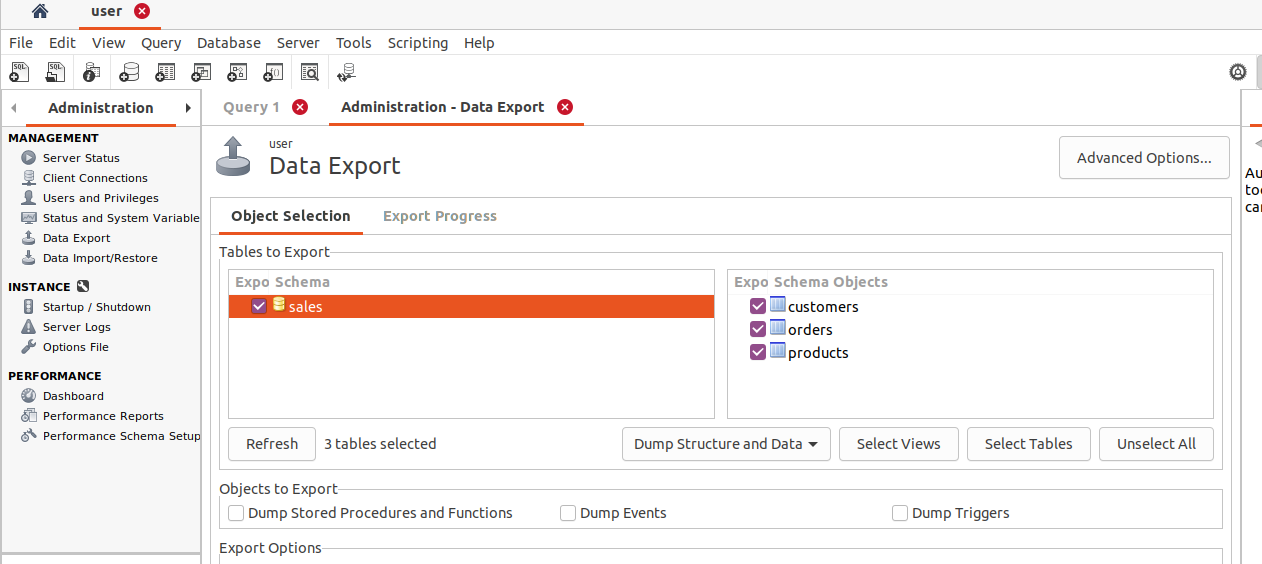 user
File Edit View Query Database Server Tools Scripting Help
Administration
Query 1
Administration - Data Export
MANAGEMENT
Server Status
Client Connections
Users and Privileges
Status and System Variable
Data Export
Data Import/Restore
INSTANCE
Startup / Shutdown
Server Logs
Options File
PERFORMANCE
Dashboard
Performance Reports
Performance Schema Setup
user
Data Export
Advanced Options...
Object Selection
Export Progress
Tables to Export
Expo Schema
sales
Expo Schema Objects
customers
orders
products
Refresh
3 tables selected
Dump Structure and Data
Select Views
Select Tables
Unselect All
Objects to Export
Dump Stored Procedures and Functions
Dump Events
Dump Triggers
Export Options
Au
too
car